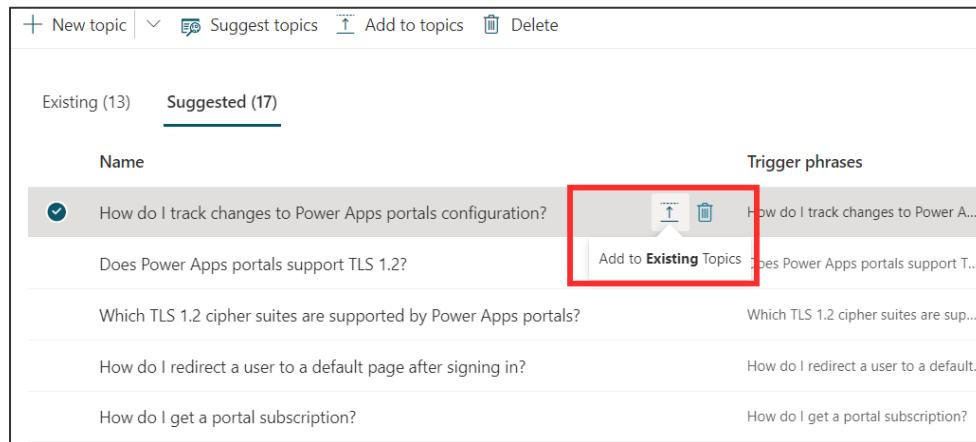 New topic Suggest topics Add to topics Delete
Existing (13) Suggested (17)
Name Trigger phrases
How do I track changes to Power Apps portals configuration? How do I track changes to Power A...
Add to Existing Topics
Does Power Apps portals support TLS 1.2? Does Power Apps portals support T...
Which TLS 1.2 cipher suites are supported by Power Apps portals? Which TLS 1.2 cipher suites are sup...
How do I redirect a user to a default page after signing in? How do I redirect a user to a default...
How do I get a portal subscription? How do I get a portal subscription?